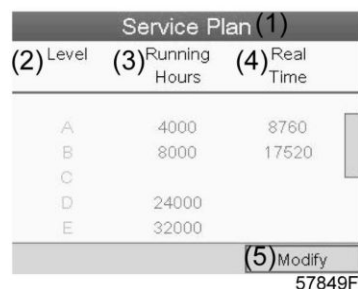 Service Plan (1)
(2) Level (3) Running Hours (4) Real Time
A 4000 8760
B 8000 17520
C
D 24000
E 32000
(5) Modify
57849F